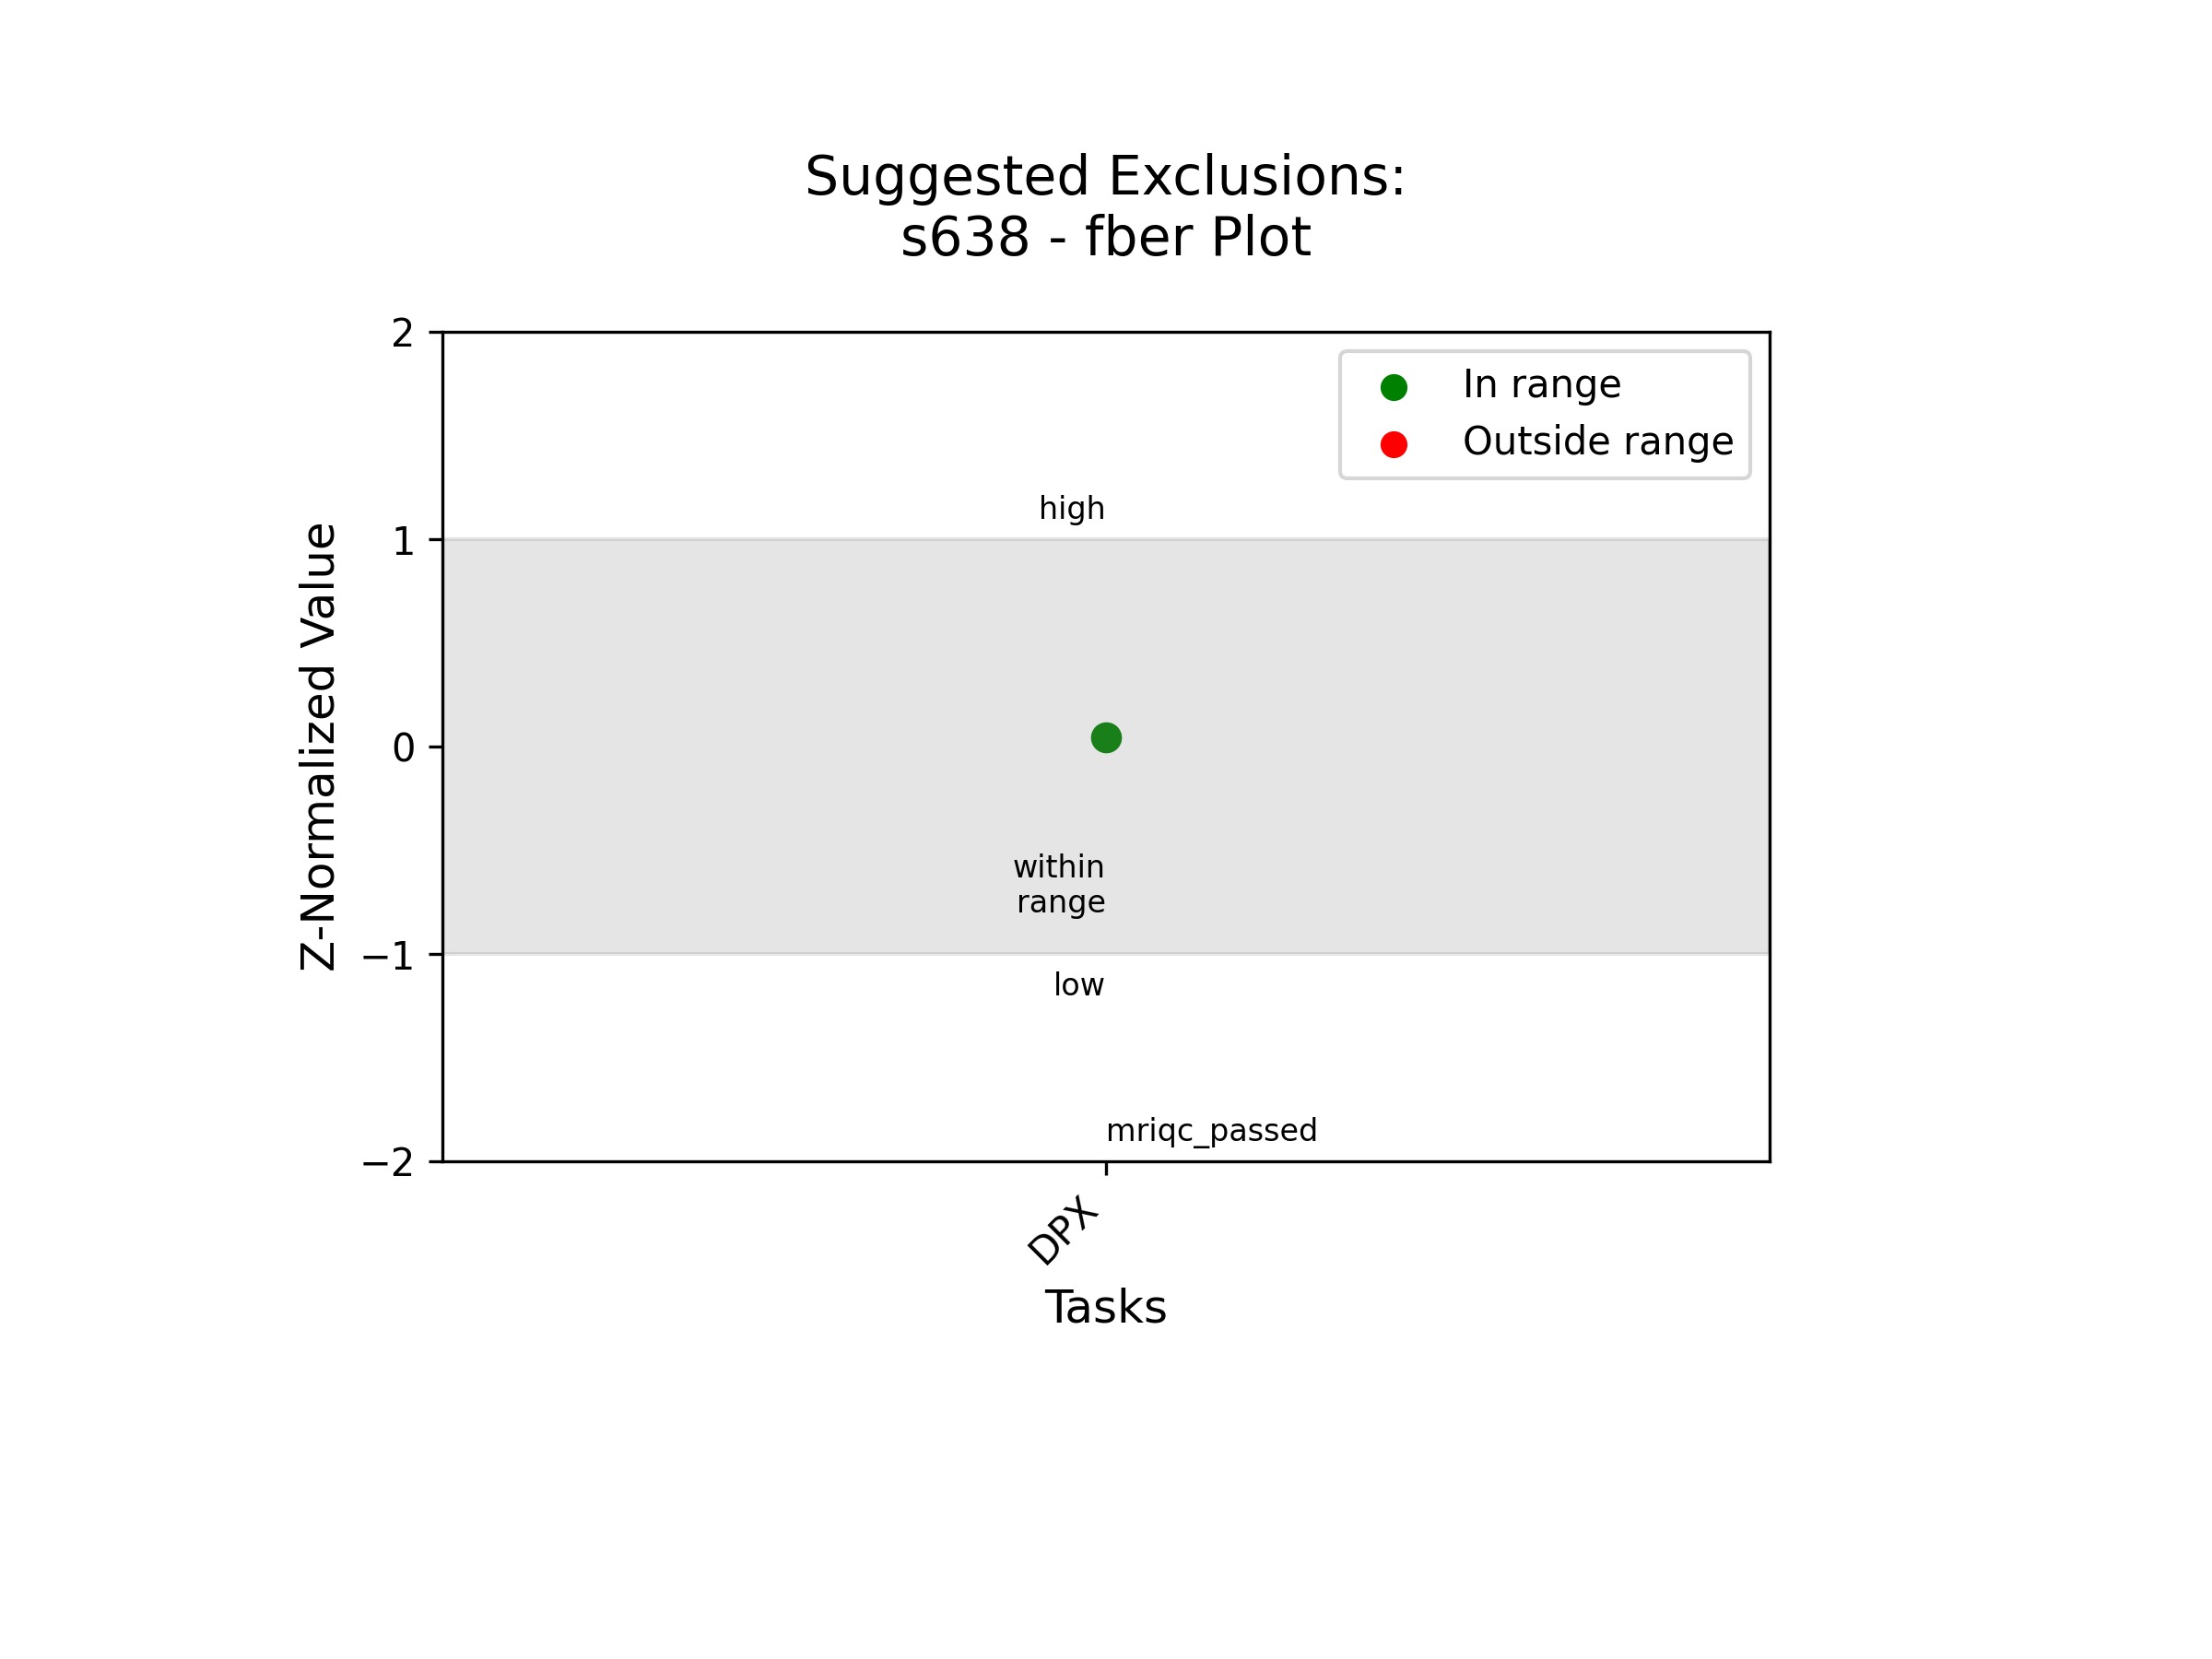 Suggested Exclusions:
s638 - fber Plot
2
1
0
−1
−2
Z-Normalized Value
In range
Outside range
high
within
range
low
mriqc_passed
DPX
Tasks